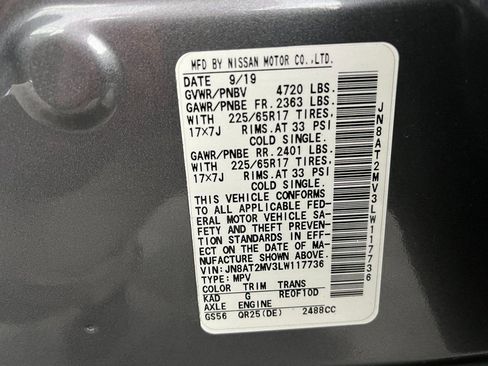 MFD BY NISSAN MOTOR CO.,LTD.
DATE 9/19
GVWR/PNBV 4720 LBS.
GAWR/PNBE FR. 2363 LBS.
WITH 225/65R17 TIRES,
17×7J RIMS.AT 33 PSI
COLD SINGLE.
GAWR/PNBE RR. 2401 LBS.
WITH 225/65R17 TIRES,
17×7J RIMS.AT 33 PSI
COLD SINGLE.
THIS VEHICLE CONFORMS
TO ALL APPLICABLE FED-
ERAL MOTOR VEHICLE SA-
FETY AND THEFT PREVEN-
TION STANDARDS IN EFF-
ECT ON THE DATE OF MA-
NUFACTURE SHOWN ABOVE.
VIN: JN8AT2MV3LW117736
TYPE: MPV
COLOR TRIM TRANS
KAD G RE0F10D
AXLE ENGINE
GS56 QR25(DE) 2488CC
JN8AT2MV3LW117736